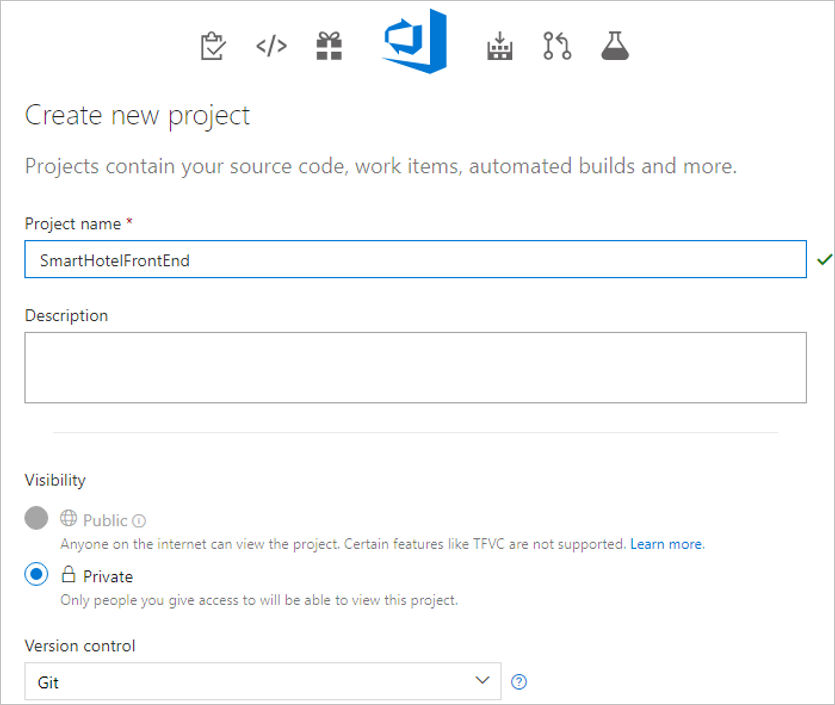 Create new project
Projects contain your source code, work items, automated builds and more.
Project name *
SmartHotelFrontEnd
Description
Visibility
Public
Anyone on the internet can view the project. Certain features like TFVC are not supported. Learn more.
Private
Only people you give access to will be able to view this project.
Version control
Git